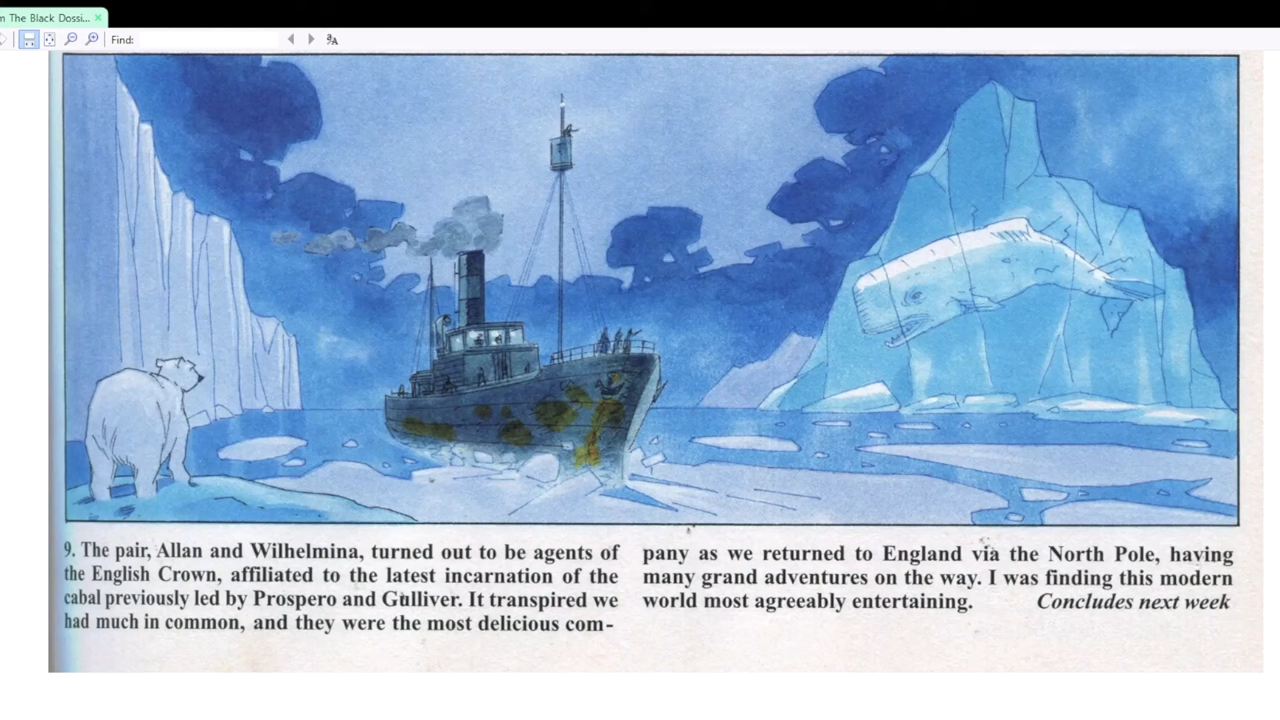 m The Black Dossi...
Find:
9. The pair, Allan and Wilhelmina, turned out to be agents of
the English Crown, affiliated to the latest incarnation of the
cabal previously led by Prospero and Gulliver. It transpired we
had much in common, and they were the most delicious com-
pany as we returned to England via the North Pole, having
many grand adventures on the way. I was finding this modern
world most agreeably entertaining.
Concludes next week